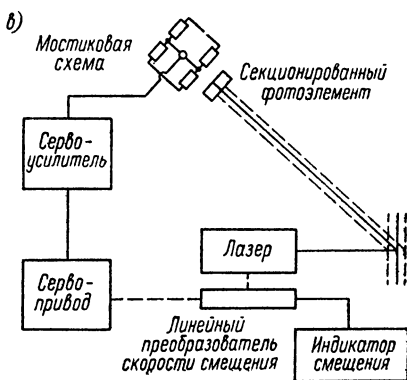 в)
Мостиковая
схема
Секционированный
фотоэлемент
Серво-
усилитель
Лазер
Серво-
привод
Линейный
преобразователь
скорости смещения
Индикатор
смещения